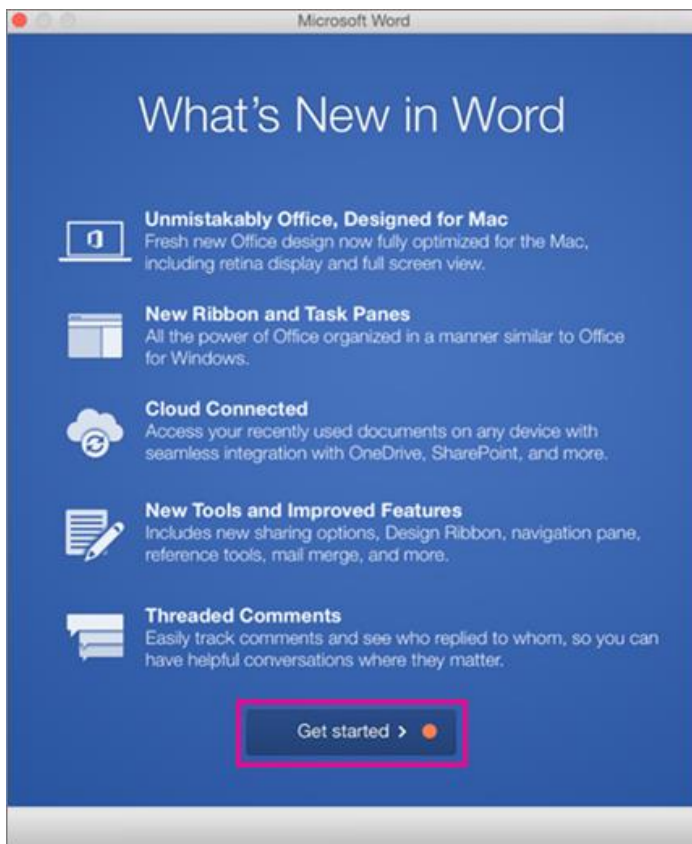 Microsoft Word
What's New in Word
Unmistakably Office, Designed for Mac
Fresh new Office design now fully optimized for the Mac,
including retina display and full screen view.
New Ribbon and Task Panes
All the power of Office organized in a manner similar to Office
for Windows.
Cloud Connected
Access your recently used documents on any device with
seamless integration with OneDrive, SharePoint, and more.
New Tools and Improved Features
Includes new sharing options, Design Ribbon, navigation pane,
reference tools, mail merge, and more.
Threaded Comments
Easily track comments and see who replied to whom, so you can
have helpful conversations where they matter.
Get started >